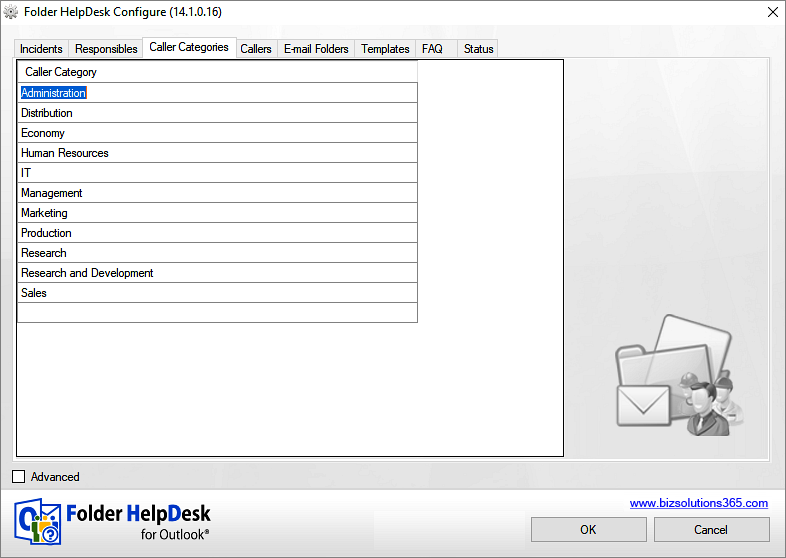 Folder HelpDesk Configure (14.1.0.16)
Incidents Responsibles Caller Categories Callers E-mail Folders Templates FAQ Status
Caller Category
Administration
Distribution
Economy
Human Resources
IT
Management
Marketing
Production
Research
Research and Development
Sales
Advanced
Folder HelpDesk
for Outlook®
www.bizsolutions365.com
OK Cancel